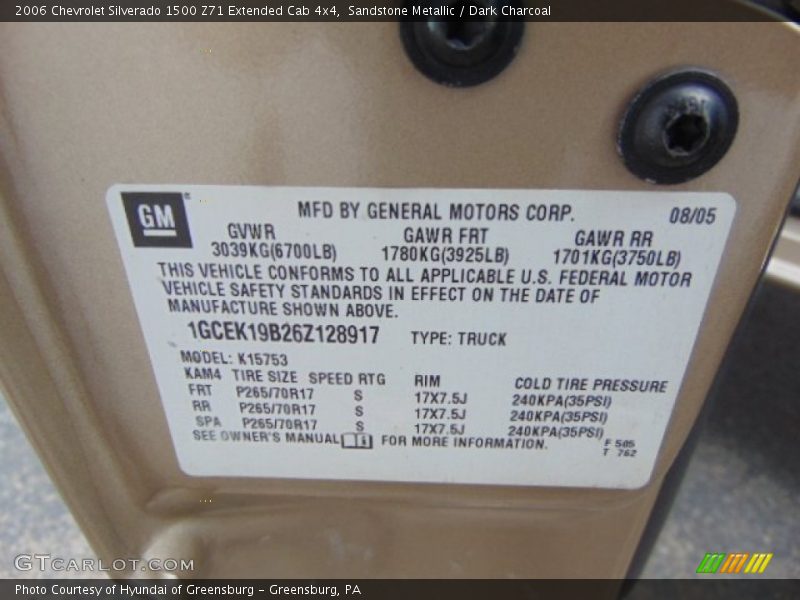 2006 Chevrolet Silverado 1500 Z71 Extended Cab 4x4, Sandstone Metallic / Dark Charcoal
GM
MFD BY GENERAL MOTORS CORP. 08/05
GVWR GAWR FRT GAWR RR
3039KG(6700LB) 1780KG(3925LB) 1701KG(3750LB)
THIS VEHICLE CONFORMS TO ALL APPLICABLE U.S. FEDERAL MOTOR
VEHICLE SAFETY STANDARDS IN EFFECT ON THE DATE OF
MANUFACTURE SHOWN ABOVE.
1GCEK19B26Z128917 TYPE: TRUCK
MODEL: K15753
KAM4 TIRE SIZE SPEED RTG RIM COLD TIRE PRESSURE
FRT P265/70R17 S 17X7.5J 240KPA(35PSI)
RR P265/70R17 S 17X7.5J 240KPA(35PSI)
SPA P265/70R17 S 17X7.5J 240KPA(35PSI)
SEE OWNER'S MANUAL FOR MORE INFORMATION.
F 505
T 762
GTCARLOT.COM
Photo Courtesy of Hyundai of Greensburg - Greensburg, PA